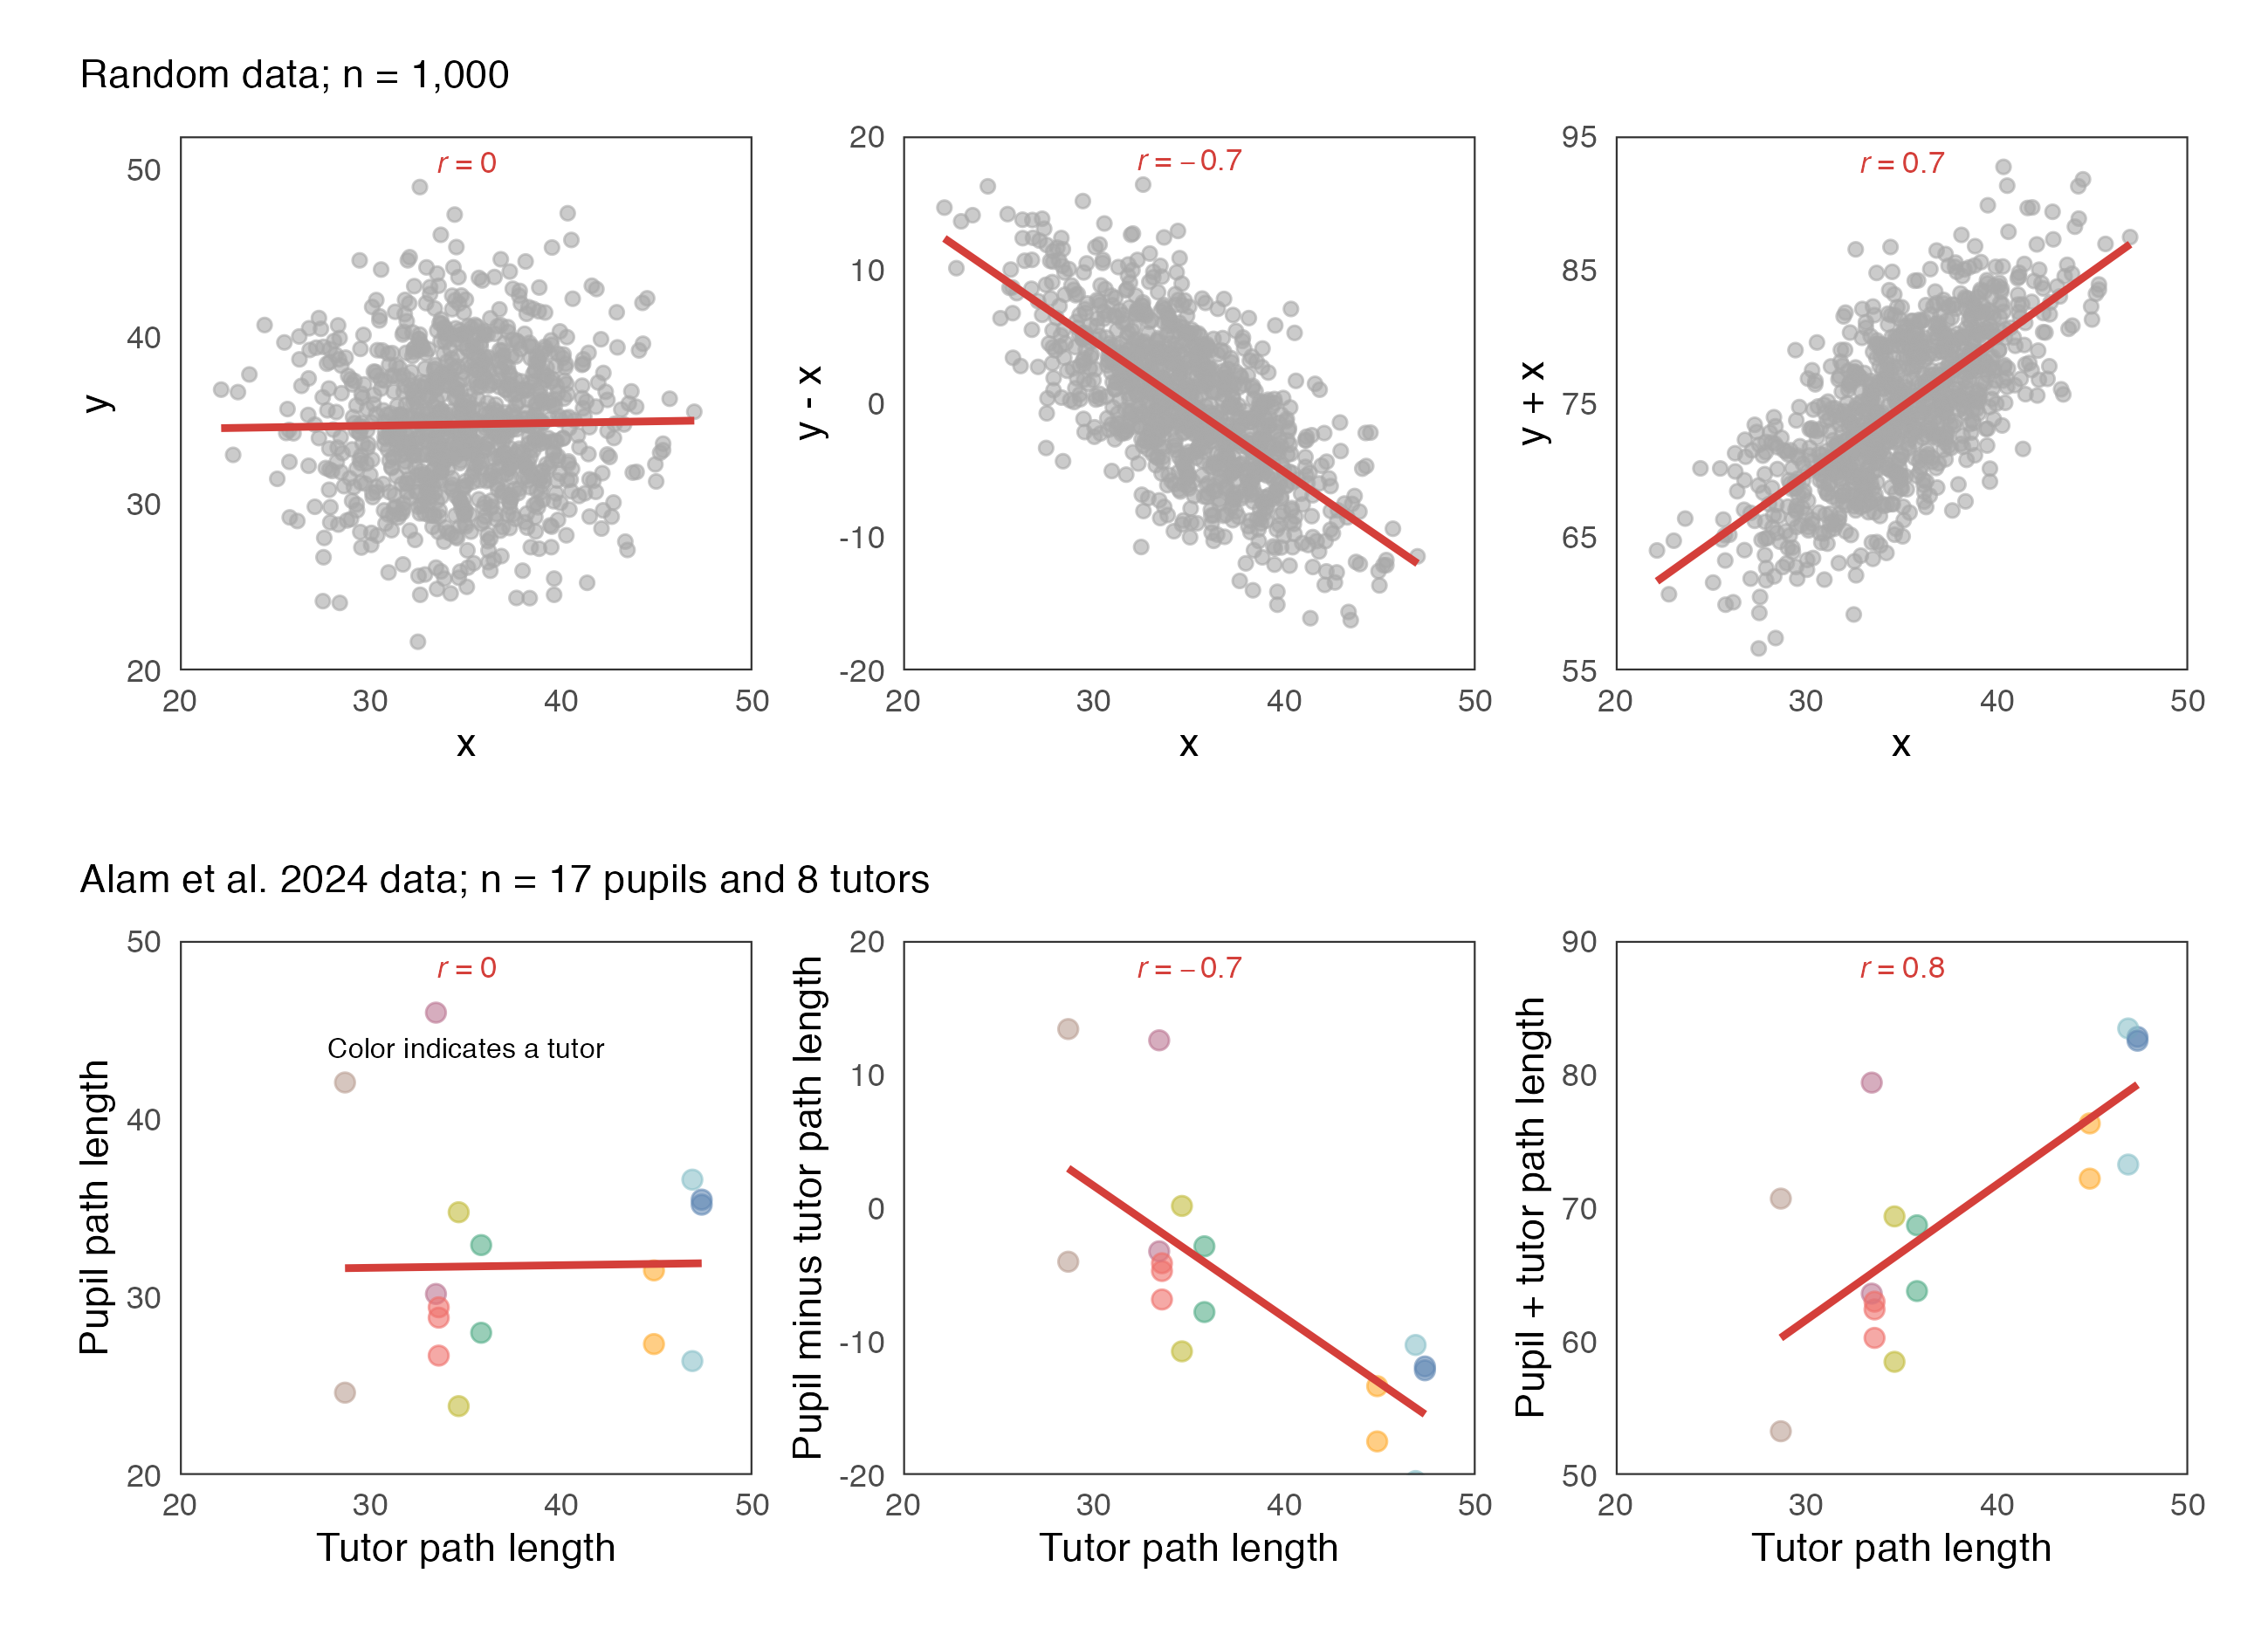 Random data; n = 1,000
r = 0
50
40
30
20
20 30 40 50
y
x
r = – 0.7
20
10
0
-10
-20
20 30 40 50
y - x
x
r = 0.7
95
85
75
65
55
20 30 40 50
y + x
x
Alam et al. 2024 data; n = 17 pupils and 8 tutors
r = 0
Color indicates a tutor
50
40
30
20
20 30 40 50
Pupil path length
Tutor path length
r = – 0.7
20
10
0
-10
-20
20 30 40 50
Pupil minus tutor path length
Tutor path length
r = 0.8
90
80
70
60
50
20 30 40 50
Pupil + tutor path length
Tutor path length